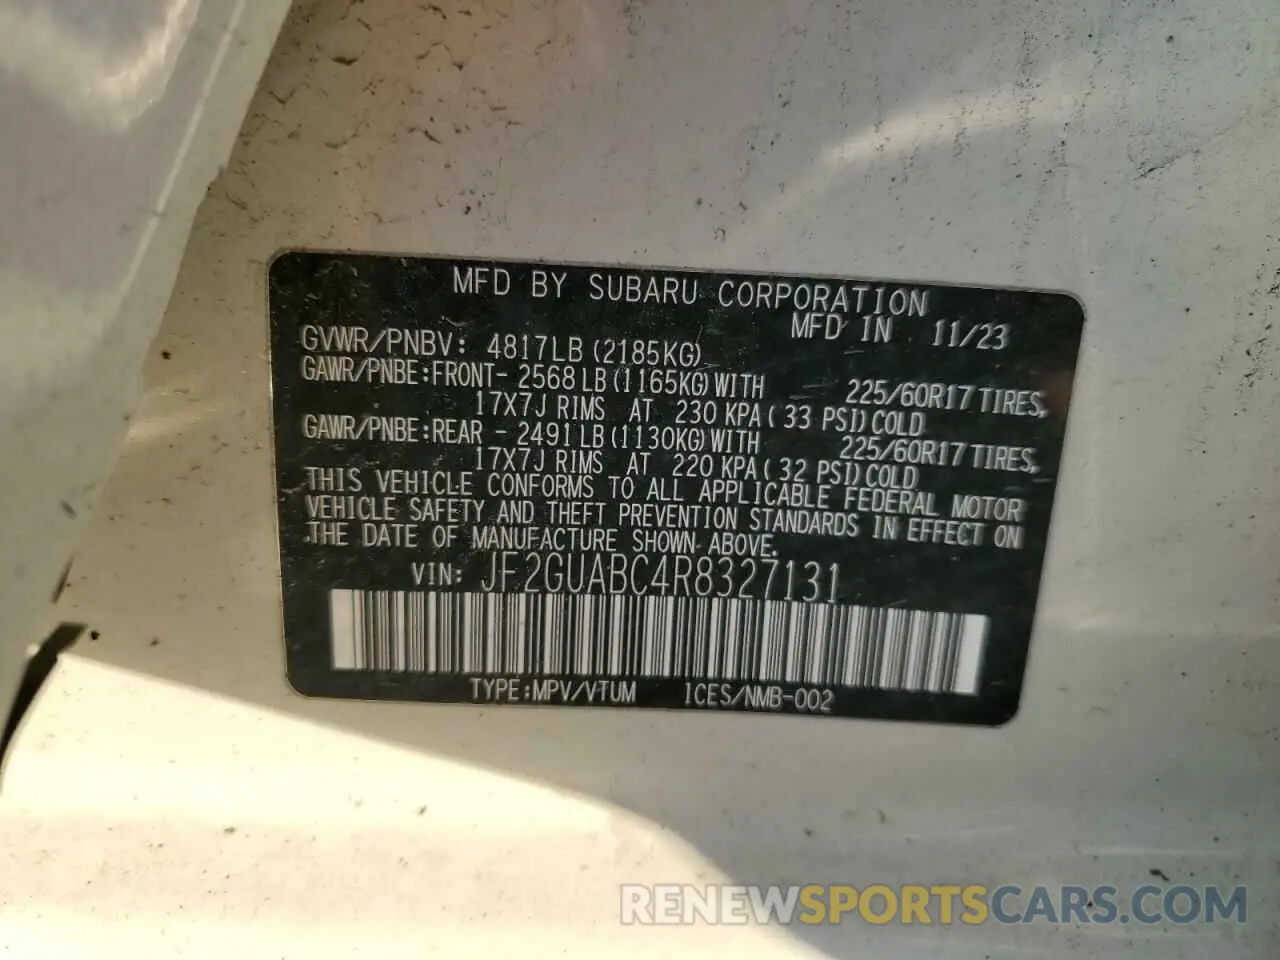 MFD BY SUBARU CORPORATION
MFD IN 11/23
GVWR/PNBV: 4817LB (2185KG)
GAWR/PNBE:FRONT- 2568 LB (1165KG) WITH 225/60R17 TIRES,
17X7J RIMS AT 230 KPA ( 33 PSI) COLD
GAWR/PNBE:REAR - 2491 LB (1130KG) WITH 225/60R17 TIRES,
17X7J RIMS AT 220 KPA ( 32 PSI) COLD
THIS VEHICLE CONFORMS TO ALL APPLICABLE FEDERAL MOTOR
VEHICLE SAFETY AND THEFT PREVENTION STANDARDS IN EFFECT ON
THE DATE OF MANUFACTURE SHOWN ABOVE.
VIN: JF2GUABC4R8327131
TYPE:MPV/VTUM ICES/NMB-002
RENEWSPORTSCARS.COM